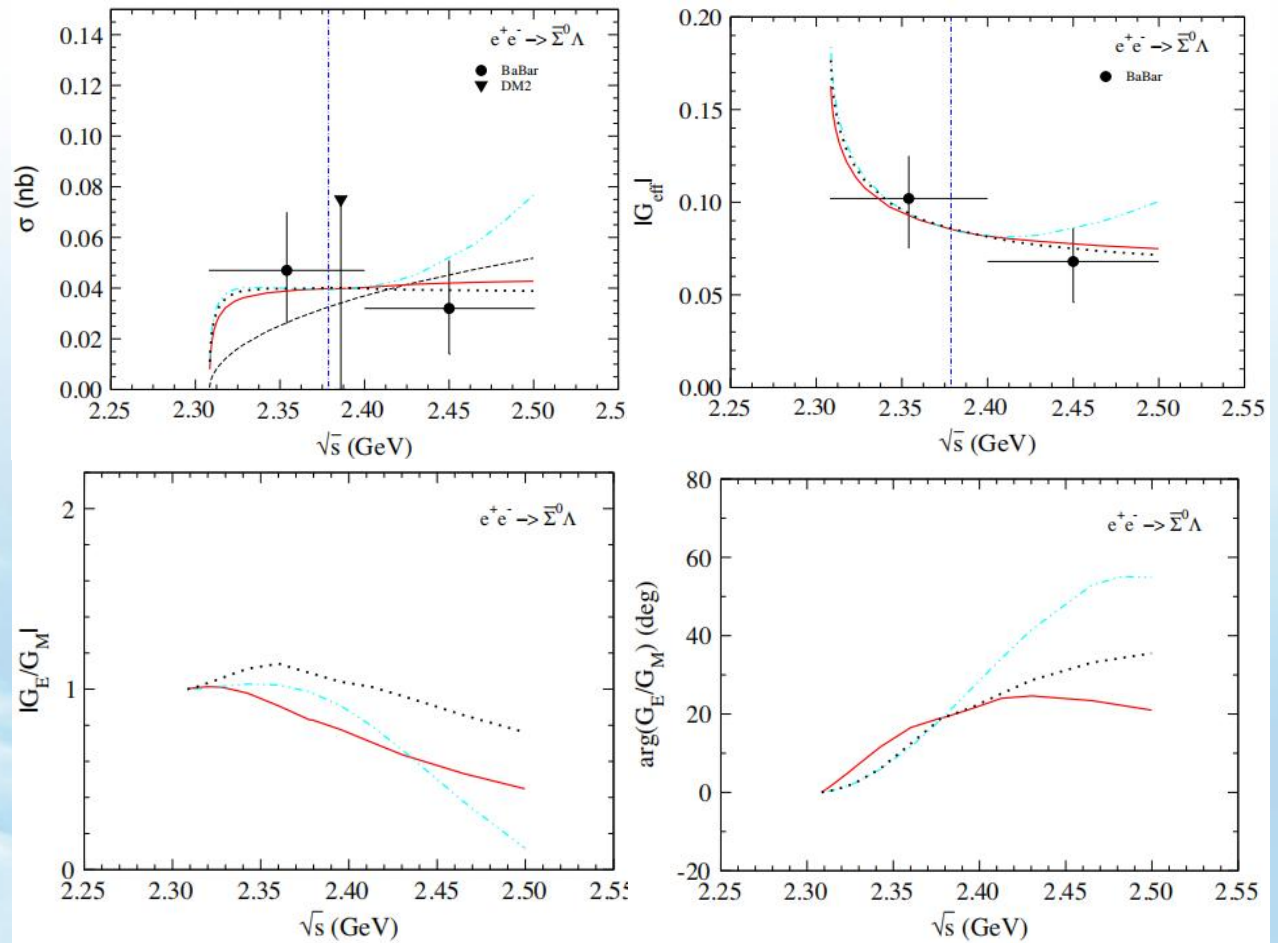 e⁺e⁻ −> Σ̅⁰Λ
BaBar
DM2
σ (nb)
0.14
0.12
0.10
0.08
0.06
0.04
0.02
0.00
2.25 2.30 2.35 2.40 2.45 2.50 2.5
√s (GeV)
e⁺e⁻ −> Σ̅⁰Λ
BaBar
|G_eff|
0.20
0.15
0.10
0.05
0.00
2.25 2.30 2.35 2.40 2.45 2.50 2.55
√s (GeV)
e⁺e⁻ −> Σ̅⁰Λ
|G_E/G_M|
2
1
0
2.25 2.30 2.35 2.40 2.45 2.50 2.55
√s (GeV)
e⁺e⁻ −> Σ̅⁰Λ
arg(G_E/G_M) (deg)
80
60
40
20
0
-20
2.25 2.30 2.35 2.40 2.45 2.50 2.55
√s (GeV)